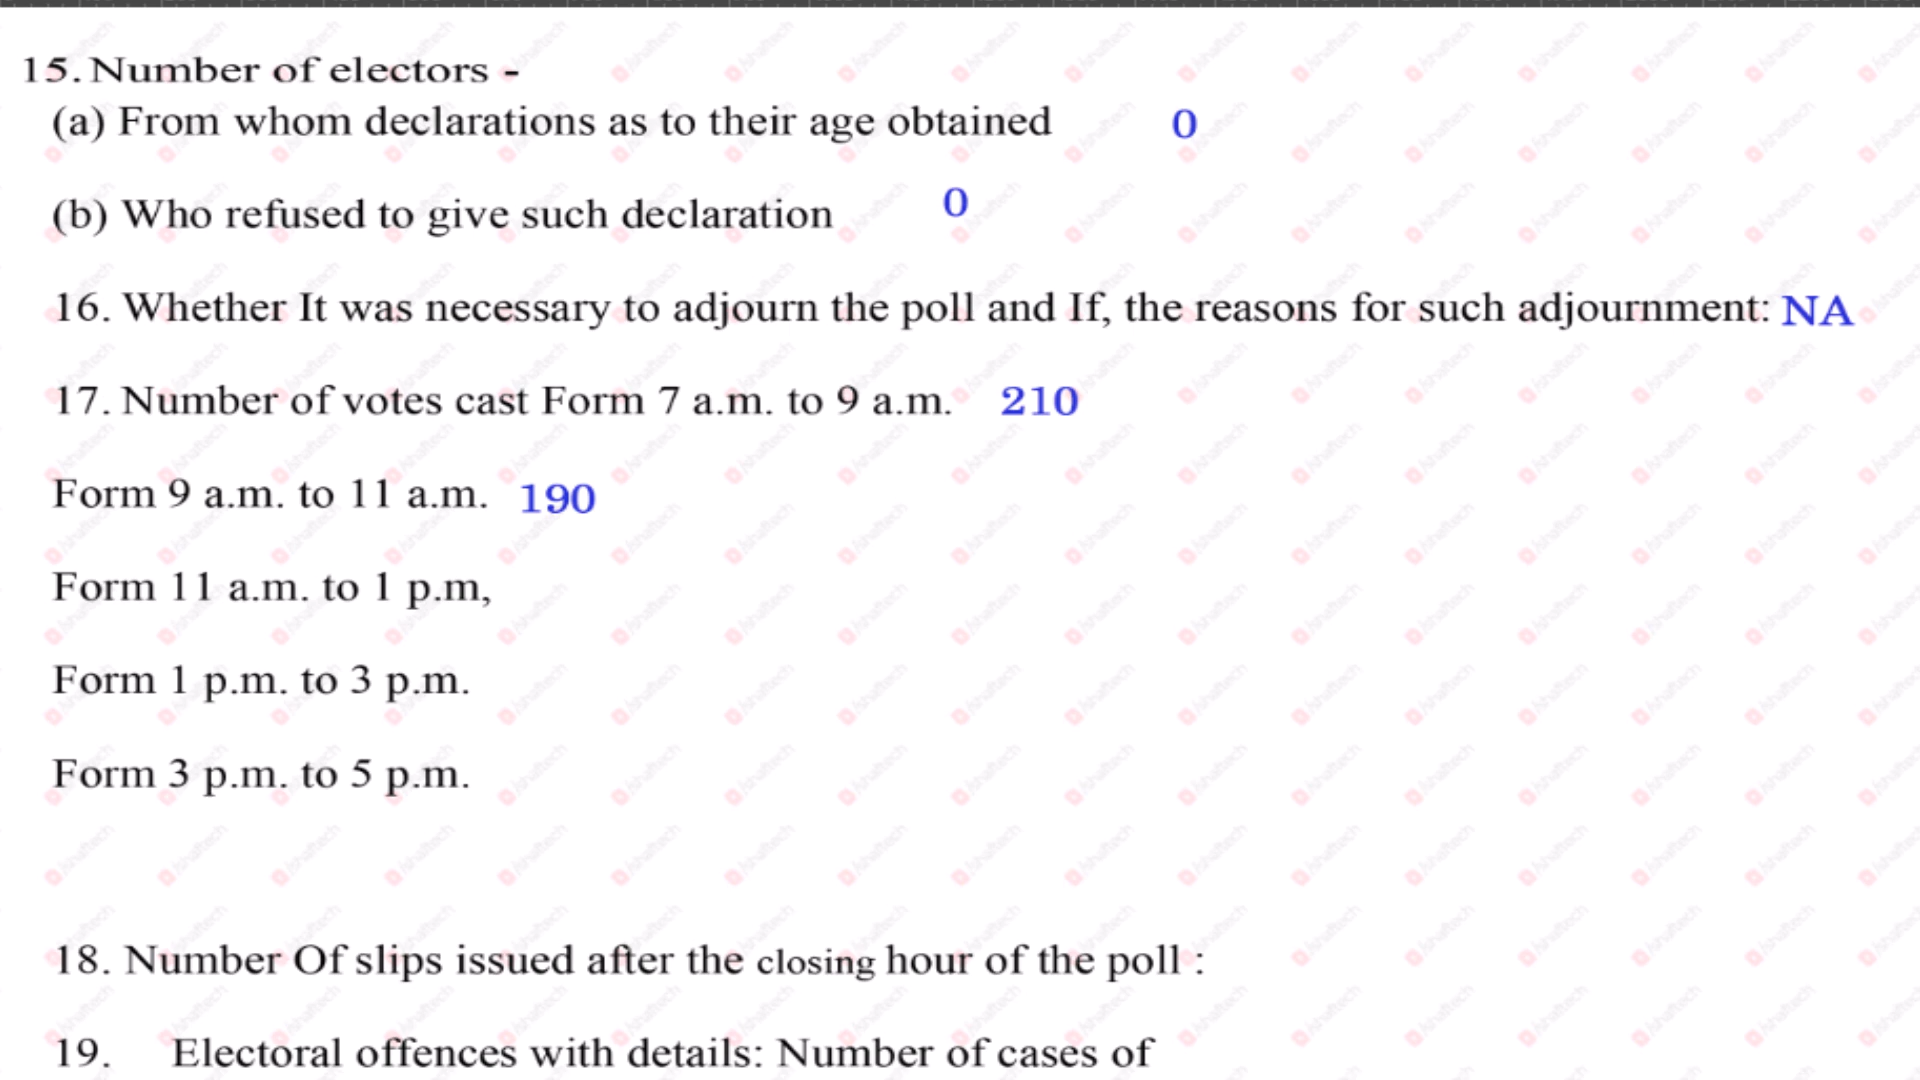 15. Number of electors -
(a) From whom declarations as to their age obtained 0
(b) Who refused to give such declaration 0
16. Whether It was necessary to adjourn the poll and If, the reasons for such adjournment: NA
17. Number of votes cast Form 7 a.m. to 9 a.m. 210
Form 9 a.m. to 11 a.m. 190
Form 11 a.m. to 1 p.m,
Form 1 p.m. to 3 p.m.
Form 3 p.m. to 5 p.m.
18. Number Of slips issued after the closing hour of the poll :
19. Electoral offences with details: Number of cases of